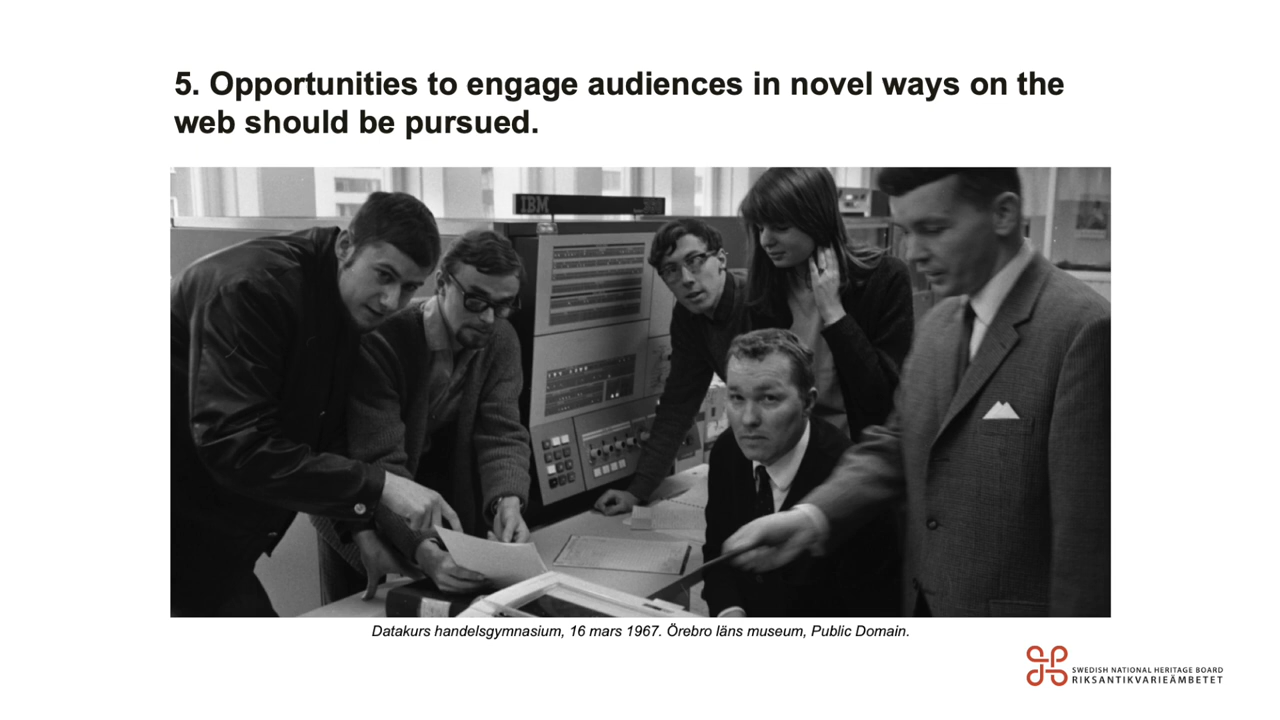 5. Opportunities to engage audiences in novel ways on the
web should be pursued.
IBM
Datakurs handelsgymnasium, 16 mars 1967. Örebro läns museum, Public Domain.
SWEDISH NATIONAL HERITAGE BOARD
RIKSANTIKVARIEÄMBETET